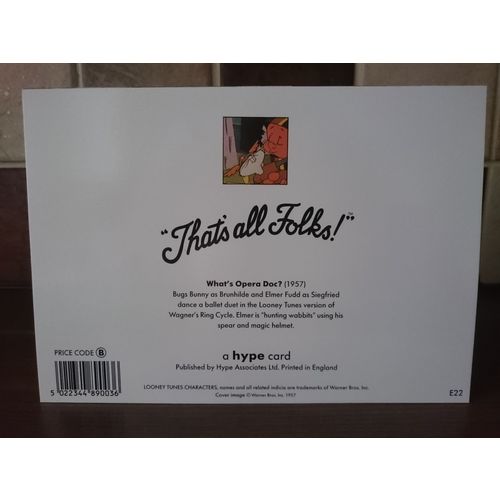 "That's all Folks!"™
What's Opera Doc? (1957)
Bugs Bunny as Brunhilde and Elmer Fudd as Siegfried
dance a ballet duet in the Looney Tunes version of
Wagner's Ring Cycle. Elmer is "hunting wabbits" using his
spear and magic helmet.
PRICE CODE B
a hype card
Published by Hype Associates Ltd. Printed in England
5 022344 890036
LOONEY TUNES CHARACTERS, names and all related indicia are trademarks of Warner Bros, Inc.
Cover image © Warner Bros, Inc. 1957
E22